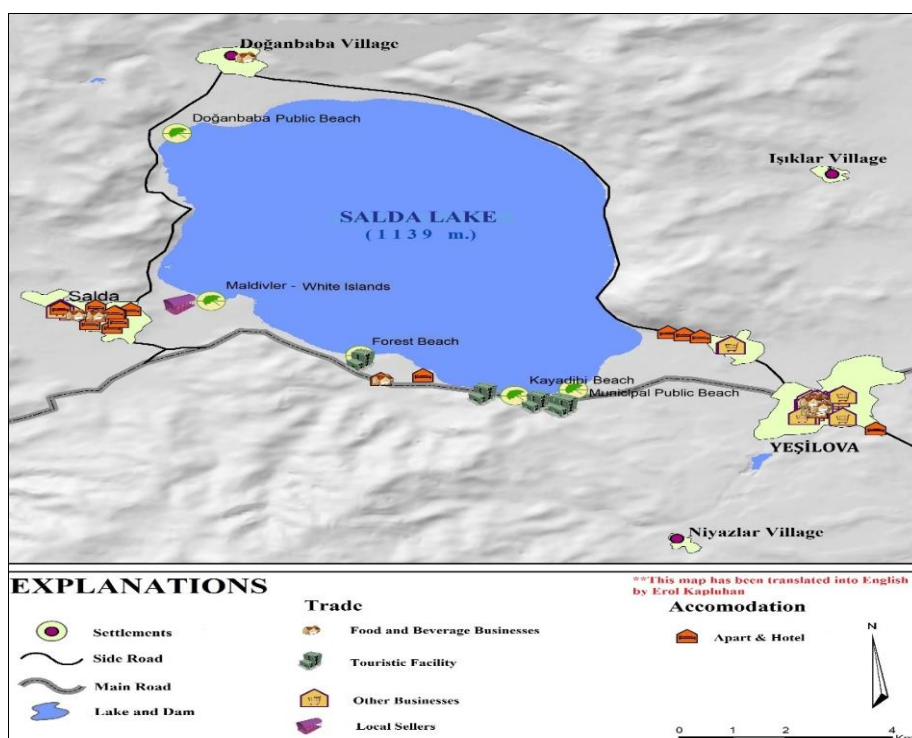 Doğanbaba Village
Doğanbaba Public Beach
Işıklar Village
SALDA LAKE
(1139 m.)
Salda
Maldivler - White Islands
Forest Beach
Kayadibi Beach
Municipal Public Beach
YEŞİLOVA
Niyazlar Village
EXPLANATIONS
Settlements
Side Road
Main Road
Lake and Dam
Trade
Food and Beverage Businesses
Touristic Facility
Other Businesses
Local Sellers
**This map has been translated into English
by Erol Kapluhan
Accomodation
Apart & Hotel
N
0 1 2 4